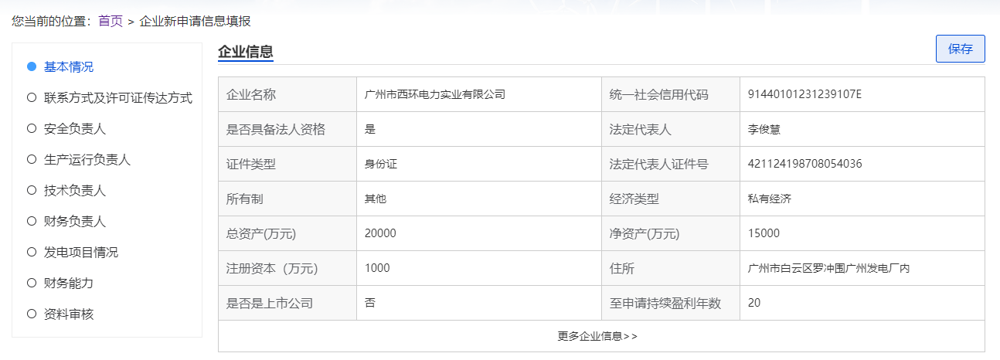 您当前的位置：首页 > 企业新申请信息填报
基本情况
联系方式及许可证传达方式
安全负责人
生产运行负责人
技术负责人
财务负责人
发电项目情况
财务能力
资料审核
企业信息
保存
企业名称 广州市西环电力实业有限公司 统一社会信用代码 91440101231239107E
是否具备法人资格 是 法定代表人 李俊慧
证件类型 身份证 法定代表人证件号 421124198708054036
所有制 其他 经济类型 私有经济
总资产(万元) 20000 净资产(万元) 15000
注册资本（万元） 1000 住所 广州市白云区罗冲围广州发电厂内
是否是上市公司 否 至申请持续盈利年数 20
更多企业信息>>